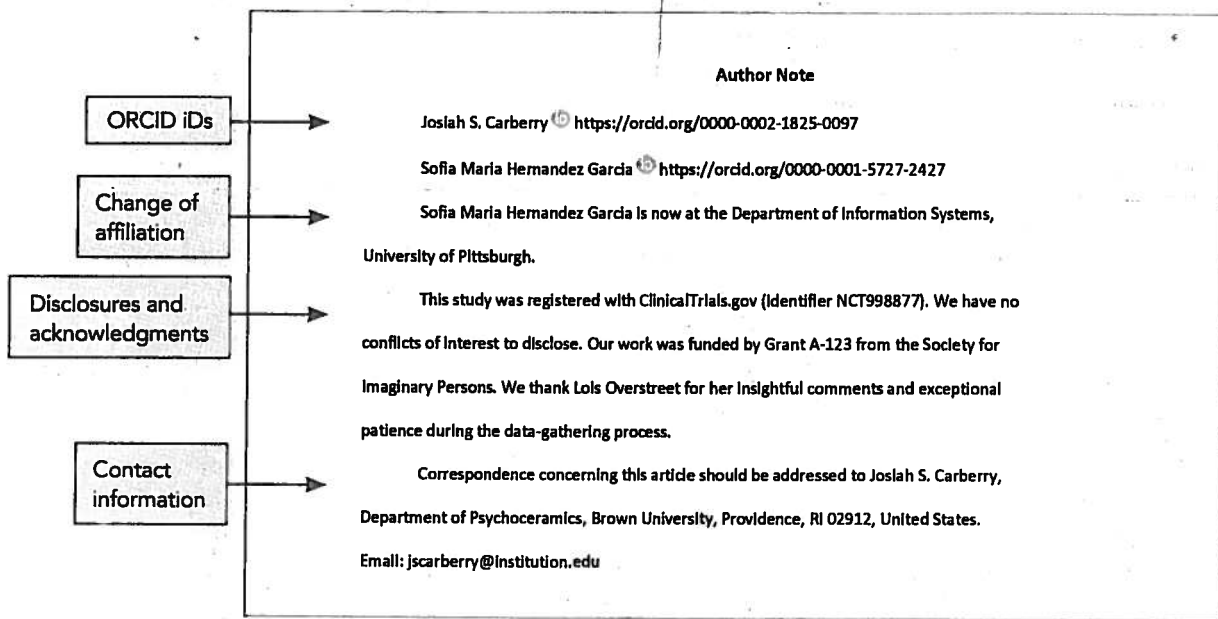 Author Note
ORCID iDs
Josiah S. Carberry iD https://orcid.org/0000-0002-1825-0097
Sofia Maria Hernandez Garcia iD https://orcid.org/0000-0001-5727-2427
Change of
affiliation
Sofia Maria Hernandez Garcia is now at the Department of Information Systems,
University of Pittsburgh.
Disclosures and
acknowledgments
This study was registered with ClinicalTrials.gov (Identifier NCT998877). We have no
conflicts of interest to disclose. Our work was funded by Grant A-123 from the Society for
Imaginary Persons. We thank Lois Overstreet for her insightful comments and exceptional
patience during the data-gathering process.
Contact
information
Correspondence concerning this article should be addressed to Josiah S. Carberry,
Department of Psychoceramics, Brown University, Providence, RI 02912, United States.
Email: jscarberry@institution.edu